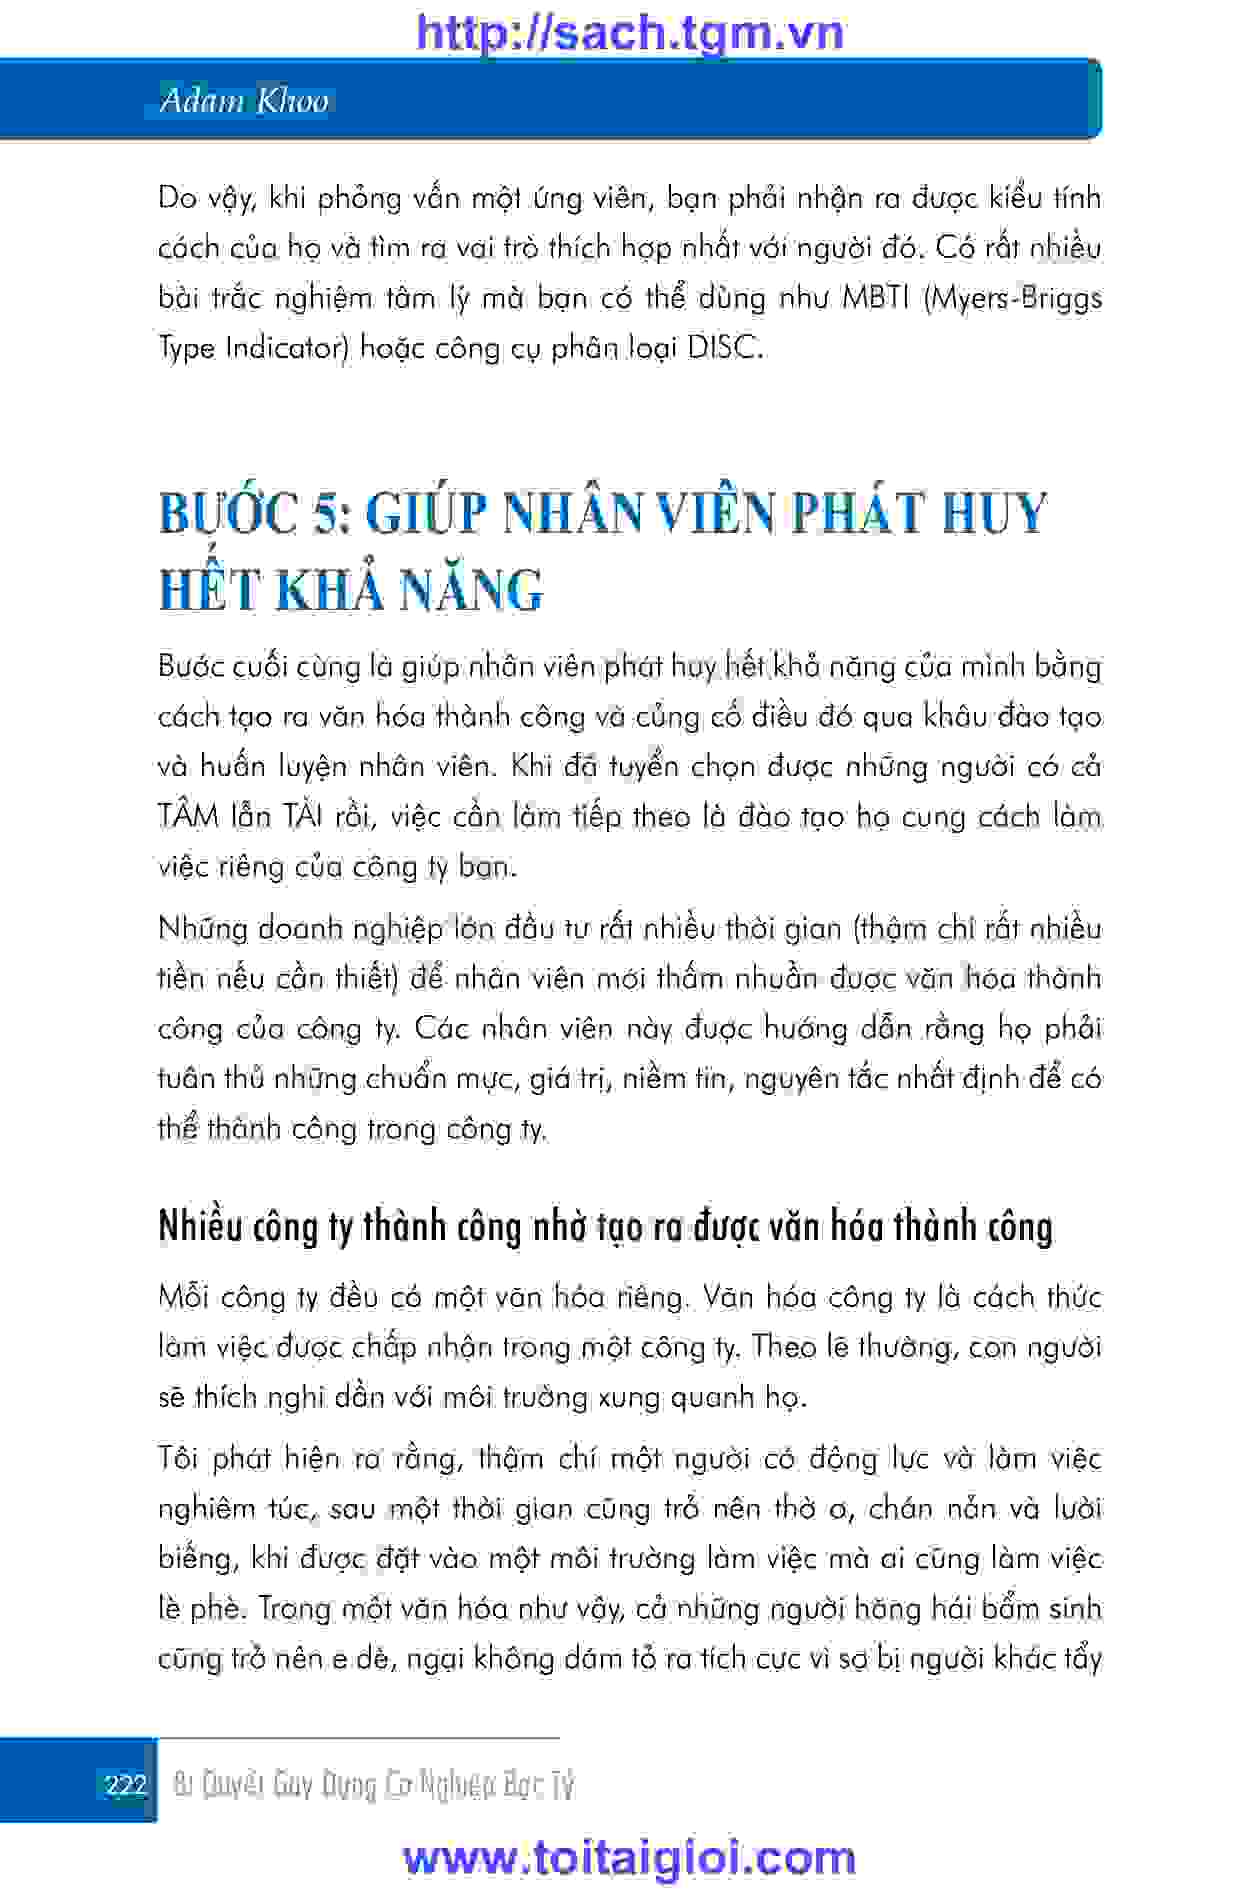 http://sach.tgm.vn
Adam Khoo
Do vậy, khi phỏng vấn một ứng viên, bạn phải nhận ra được kiểu tính
cách của họ và tìm ra vai trò thích hợp nhất với người đó. Có rất nhiều
bài trắc nghiệm tâm lý mà bạn có thể dùng như MBTI (Myers-Briggs
Type Indicator) hoặc công cụ phân loại DISC.
BƯỚC 5: GIÚP NHÂN VIÊN PHÁT HUY
HẾT KHẢ NĂNG
Bước cuối cùng là giúp nhân viên phát huy hết khả năng của mình bằng
cách tạo ra văn hóa thành công và củng cố điều đó qua khâu đào tạo
và huấn luyện nhân viên. Khi đã tuyển chọn được những người có cả
TÂM lẫn TÀI rồi, việc cần làm tiếp theo là đào tạo họ cung cách làm
việc riêng của công ty bạn.
Những doanh nghiệp lớn đầu tư rất nhiều thời gian (thậm chí rất nhiều
tiền nếu cần thiết) để nhân viên mới thấm nhuần được văn hóa thành
công của công ty. Các nhân viên này được hướng dẫn rằng họ phải
tuân thủ những chuẩn mực, giá trị, niềm tin, nguyên tắc nhất định để có
thể thành công trong công ty.
Nhiều công ty thành công nhờ tạo ra được văn hóa thành công
Mỗi công ty đều có một văn hóa riêng. Văn hóa công ty là cách thức
làm việc được chấp nhận trong một công ty. Theo lẽ thường, con người
sẽ thích nghi dần với môi trường xung quanh họ.
Tôi phát hiện ra rằng, thậm chí một người có động lực và làm việc
nghiêm túc, sau một thời gian cũng trở nên thờ ơ, chán nản và lười
biếng, khi được đặt vào một môi trường làm việc mà ai cũng làm việc
lè phè. Trong một văn hóa như vậy, cả những người hăng hái bẩm sinh
cũng trở nên e dè, ngại không dám tỏ ra tích cực vì sợ bị người khác tẩy
222 Bí Quyết Gây Dựng Cơ Nghiệp Bạc Tỷ
www.toitaigioi.com